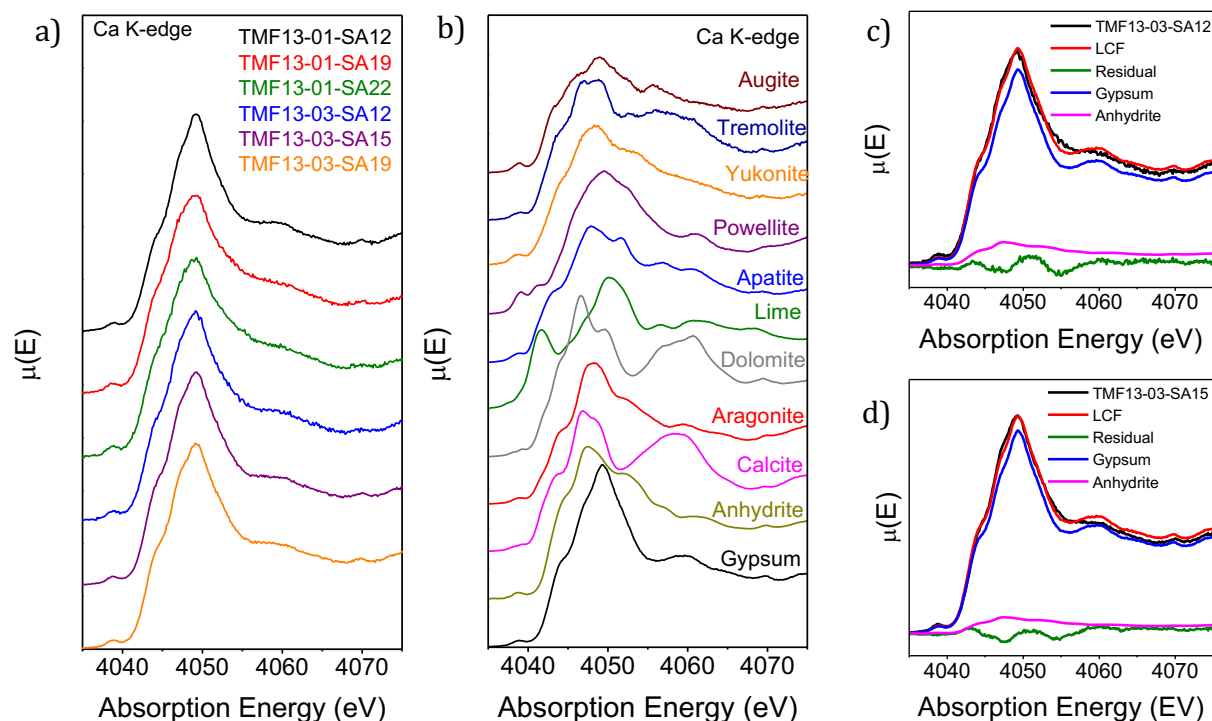 a)
Ca K-edge
TMF13-01-SA12
TMF13-01-SA19
TMF13-01-SA22
TMF13-03-SA12
TMF13-03-SA15
TMF13-03-SA19
μ(E)
4040 4050 4060 4070
Absorption Energy (eV)
b)
Ca K-edge
Augite
Tremolite
Yukonite
Powellite
Apatite
Lime
Dolomite
Aragonite
Calcite
Anhydrite
Gypsum
μ(E)
4040 4050 4060 4070
Absorption Energy (eV)
c)
TMF13-03-SA12
LCF
Residual
Gypsum
Anhydrite
μ(E)
4040 4050 4060 4070
Absorption Energy (eV)
d)
TMF13-03-SA15
LCF
Residual
Gypsum
Anhydrite
μ(E)
4040 4050 4060 4070
Absorption Energy (EV)